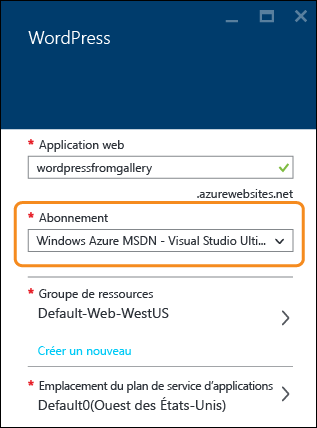 WordPress
* Application web
wordpressfromgallery
.azurewebsites.net
* Abonnement
Windows Azure MSDN - Visual Studio Ulti...
* Groupe de ressources
Default-Web-WestUS
Créer un nouveau
* Emplacement du plan de service d'applications
Default0(Ouest des États-Unis)